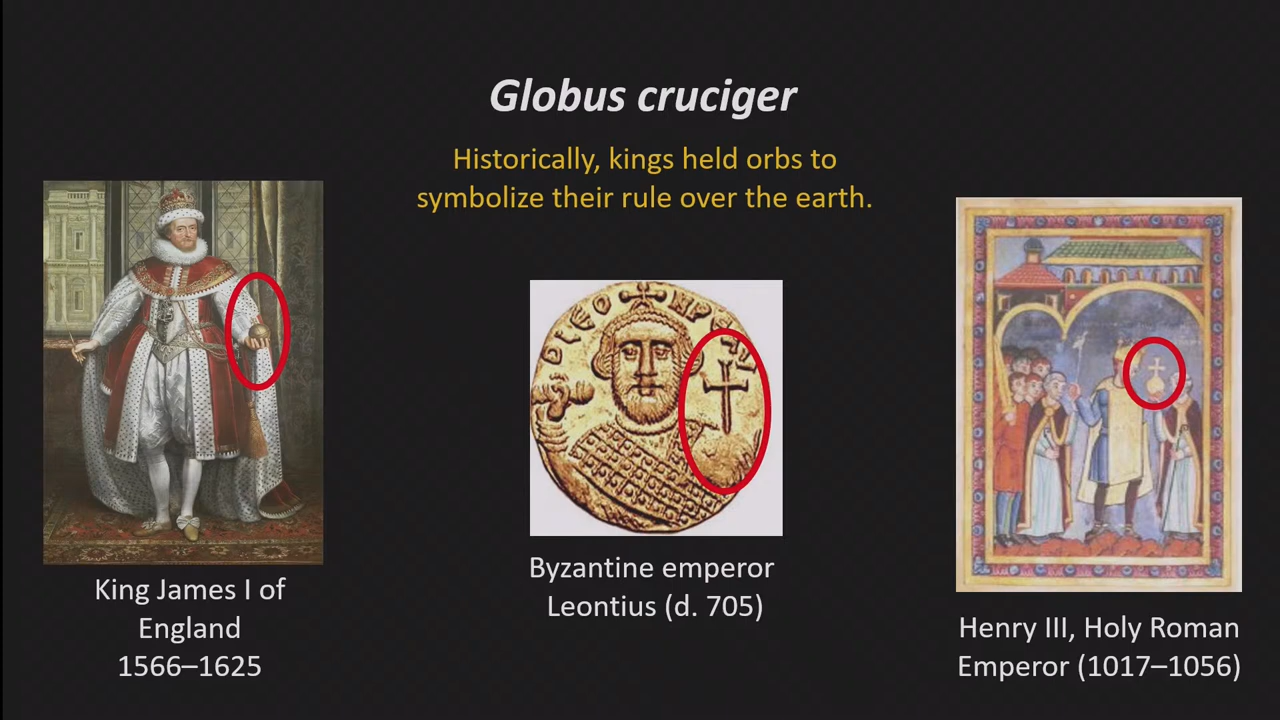 Globus cruciger
Historically, kings held orbs to
symbolize their rule over the earth.
King James I of
England
1566–1625
Byzantine emperor
Leontius (d. 705)
Henry III, Holy Roman
Emperor (1017–1056)